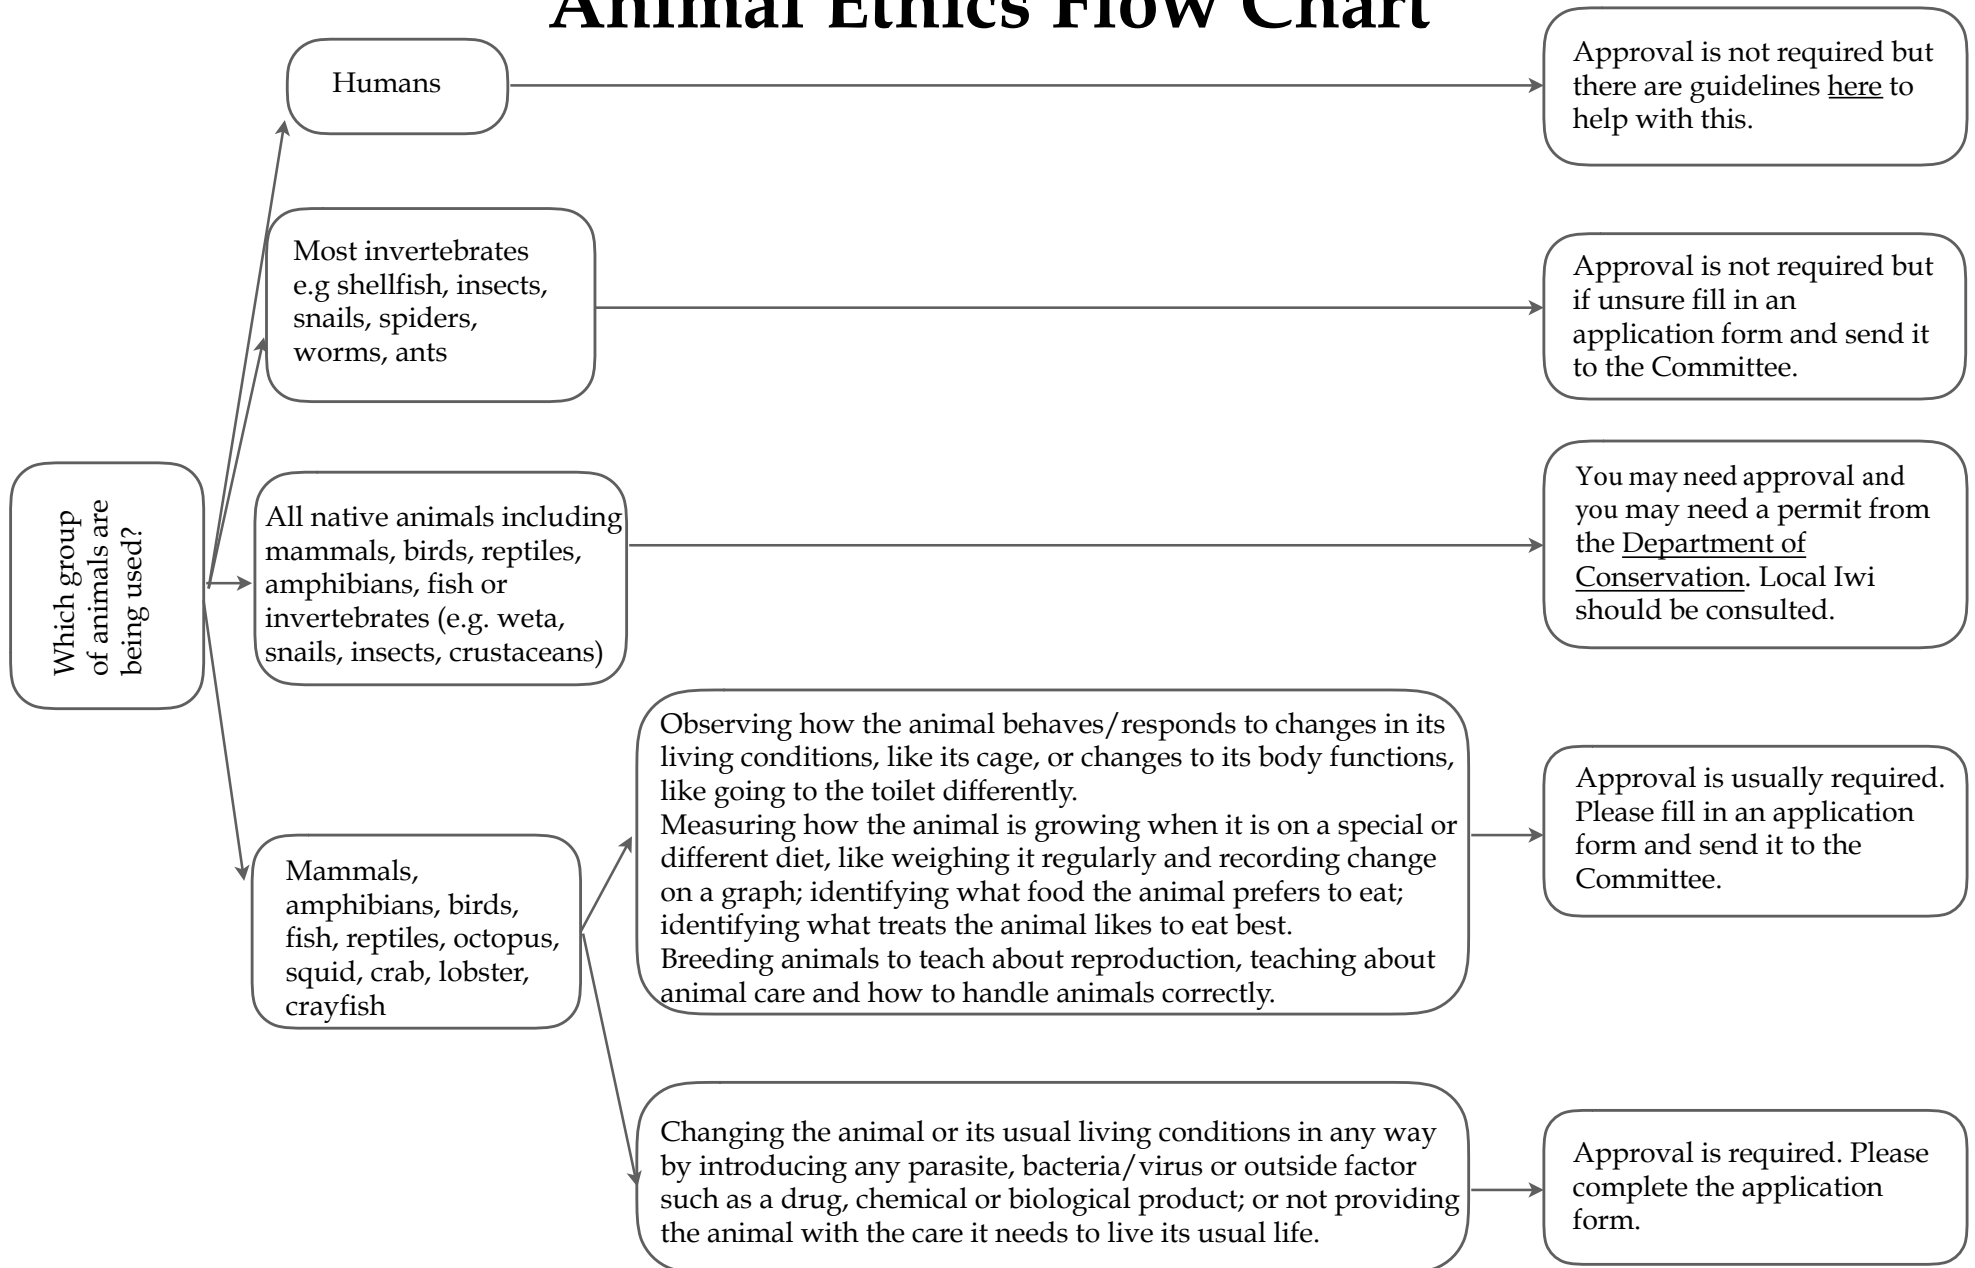 Animal Ethics Flow Chart
Humans
Approval is not required but
there are guidelines here to
help with this.
Most invertebrates
e.g shellfish, insects,
snails, spiders,
worms, ants
Approval is not required but
if unsure fill in an
application form and send it
to the Committee.
Which group
of animals are
being used?
All native animals including
mammals, birds, reptiles,
amphibians, fish or
invertebrates (e.g. weta,
snails, insects, crustaceans)
You may need approval and
you may need a permit from
the Department of
Conservation. Local Iwi
should be consulted.
Mammals,
amphibians, birds,
fish, reptiles, octopus,
squid, crab, lobster,
crayfish
Observing how the animal behaves/responds to changes in its
living conditions, like its cage, or changes to its body functions,
like going to the toilet differently.
Measuring how the animal is growing when it is on a special or
different diet, like weighing it regularly and recording change
on a graph; identifying what food the animal prefers to eat;
identifying what treats the animal likes to eat best.
Breeding animals to teach about reproduction, teaching about
animal care and how to handle animals correctly.
Approval is usually required.
Please fill in an application
form and send it to the
Committee.
Changing the animal or its usual living conditions in any way
by introducing any parasite, bacteria/virus or outside factor
such as a drug, chemical or biological product; or not providing
the animal with the care it needs to live its usual life.
Approval is required. Please
complete the application
form.